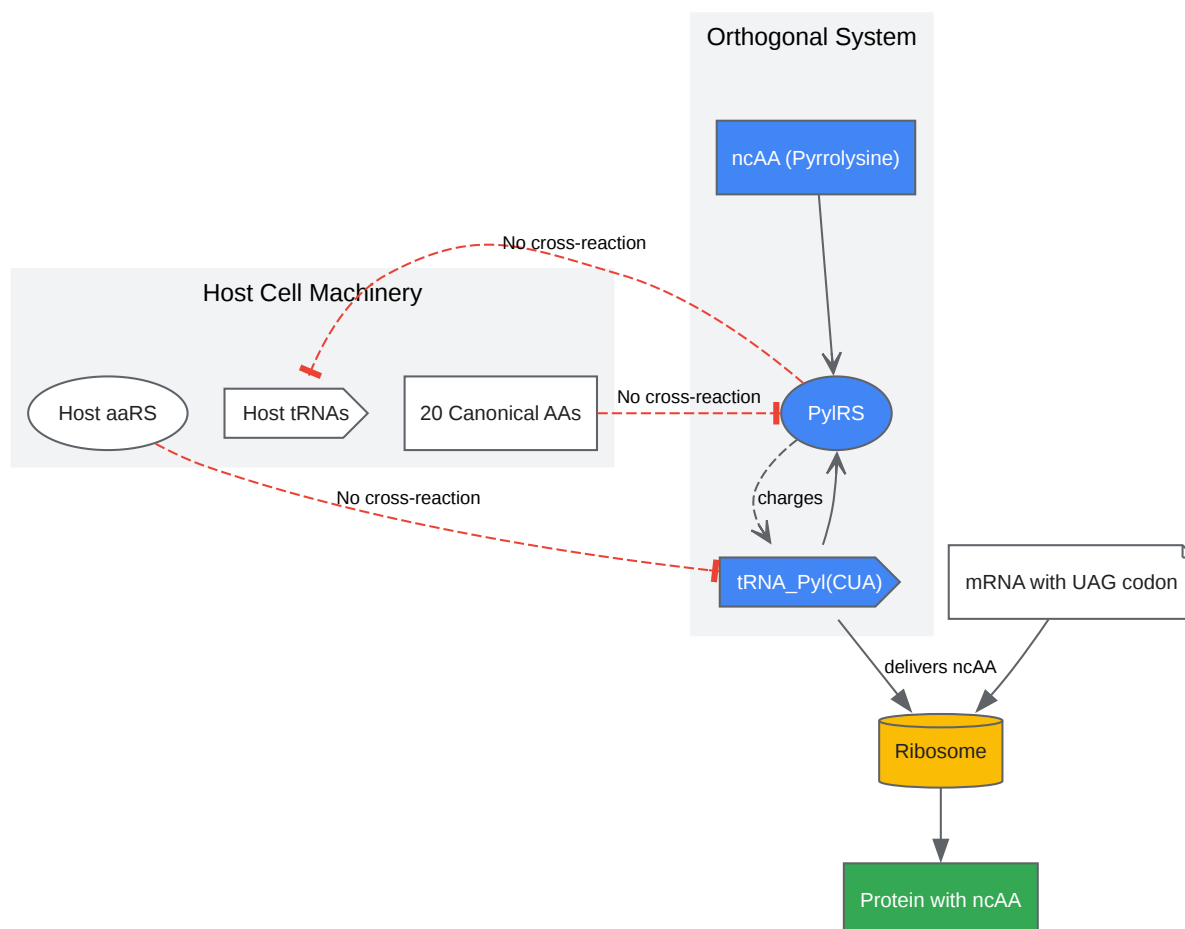 Orthogonal System
ncAA (Pyrrolysine)
No cross-reaction
Host Cell Machinery
Host aaRS
Host tRNAs
20 Canonical AAs
No cross-reaction
PylRS
No cross-reaction
charges
tRNA_Pyl(CUA)
mRNA with UAG codon
delivers ncAA
Ribosome
Protein with ncAA